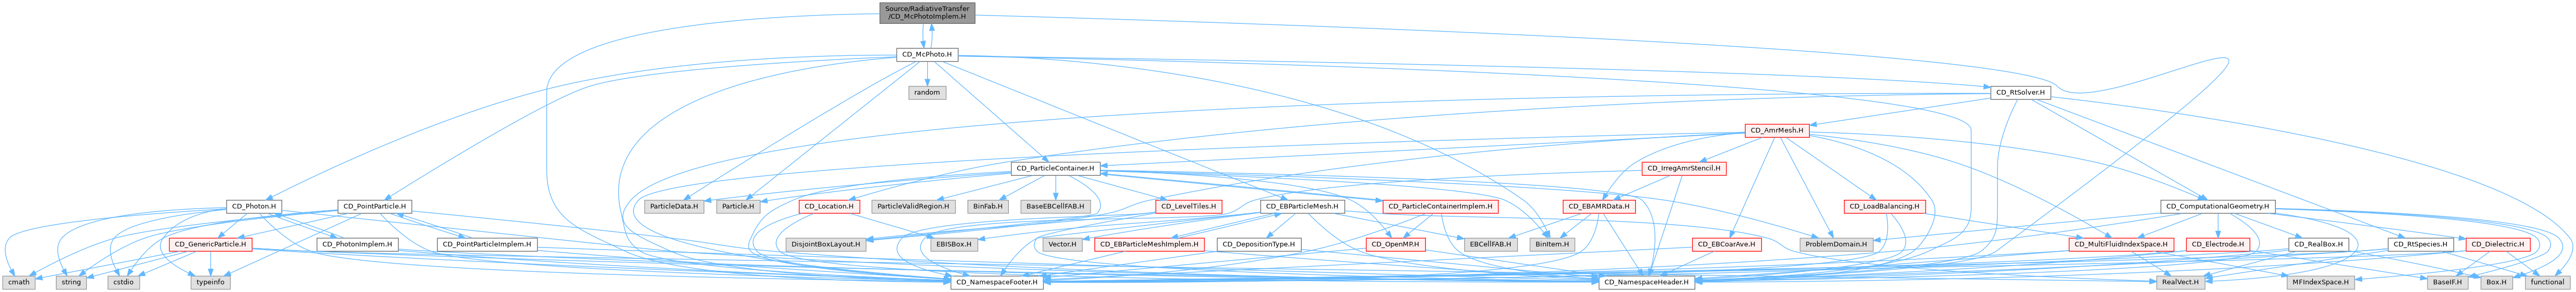 Source/RadiativeTransfer
/CD_McPhotoImplem.H
CD_McPhoto.H
random
CD_RtSolver.H
CD_AmrMesh.H
CD_ParticleContainer.H
CD_IrregAmrStencil.H
CD_Photon.H
CD_PointParticle.H
ParticleData.H
Particle.H
CD_Location.H
ParticleValidRegion.H
BinFab.H
BaseEBCellFAB.H
CD_LevelTiles.H
CD_EBParticleMesh.H
CD_ParticleContainerImplem.H
CD_EBAMRData.H
CD_LoadBalancing.H
CD_ComputationalGeometry.H
CD_GenericParticle.H
CD_PhotonImplem.H
CD_PointParticleImplem.H
DisjointBoxLayout.H
EBISBox.H
Vector.H
CD_EBParticleMeshImplem.H
CD_DepositionType.H
CD_OpenMP.H
EBCellFAB.H
BinItem.H
CD_EBCoarAve.H
ProblemDomain.H
CD_MultiFluidIndexSpace.H
CD_Electrode.H
CD_RealBox.H
CD_RtSpecies.H
CD_Dielectric.H
cmath
string
cstdio
typeinfo
CD_NamespaceFooter.H
CD_NamespaceHeader.H
RealVect.H
MFIndexSpace.H
BaseIF.H
Box.H
functional